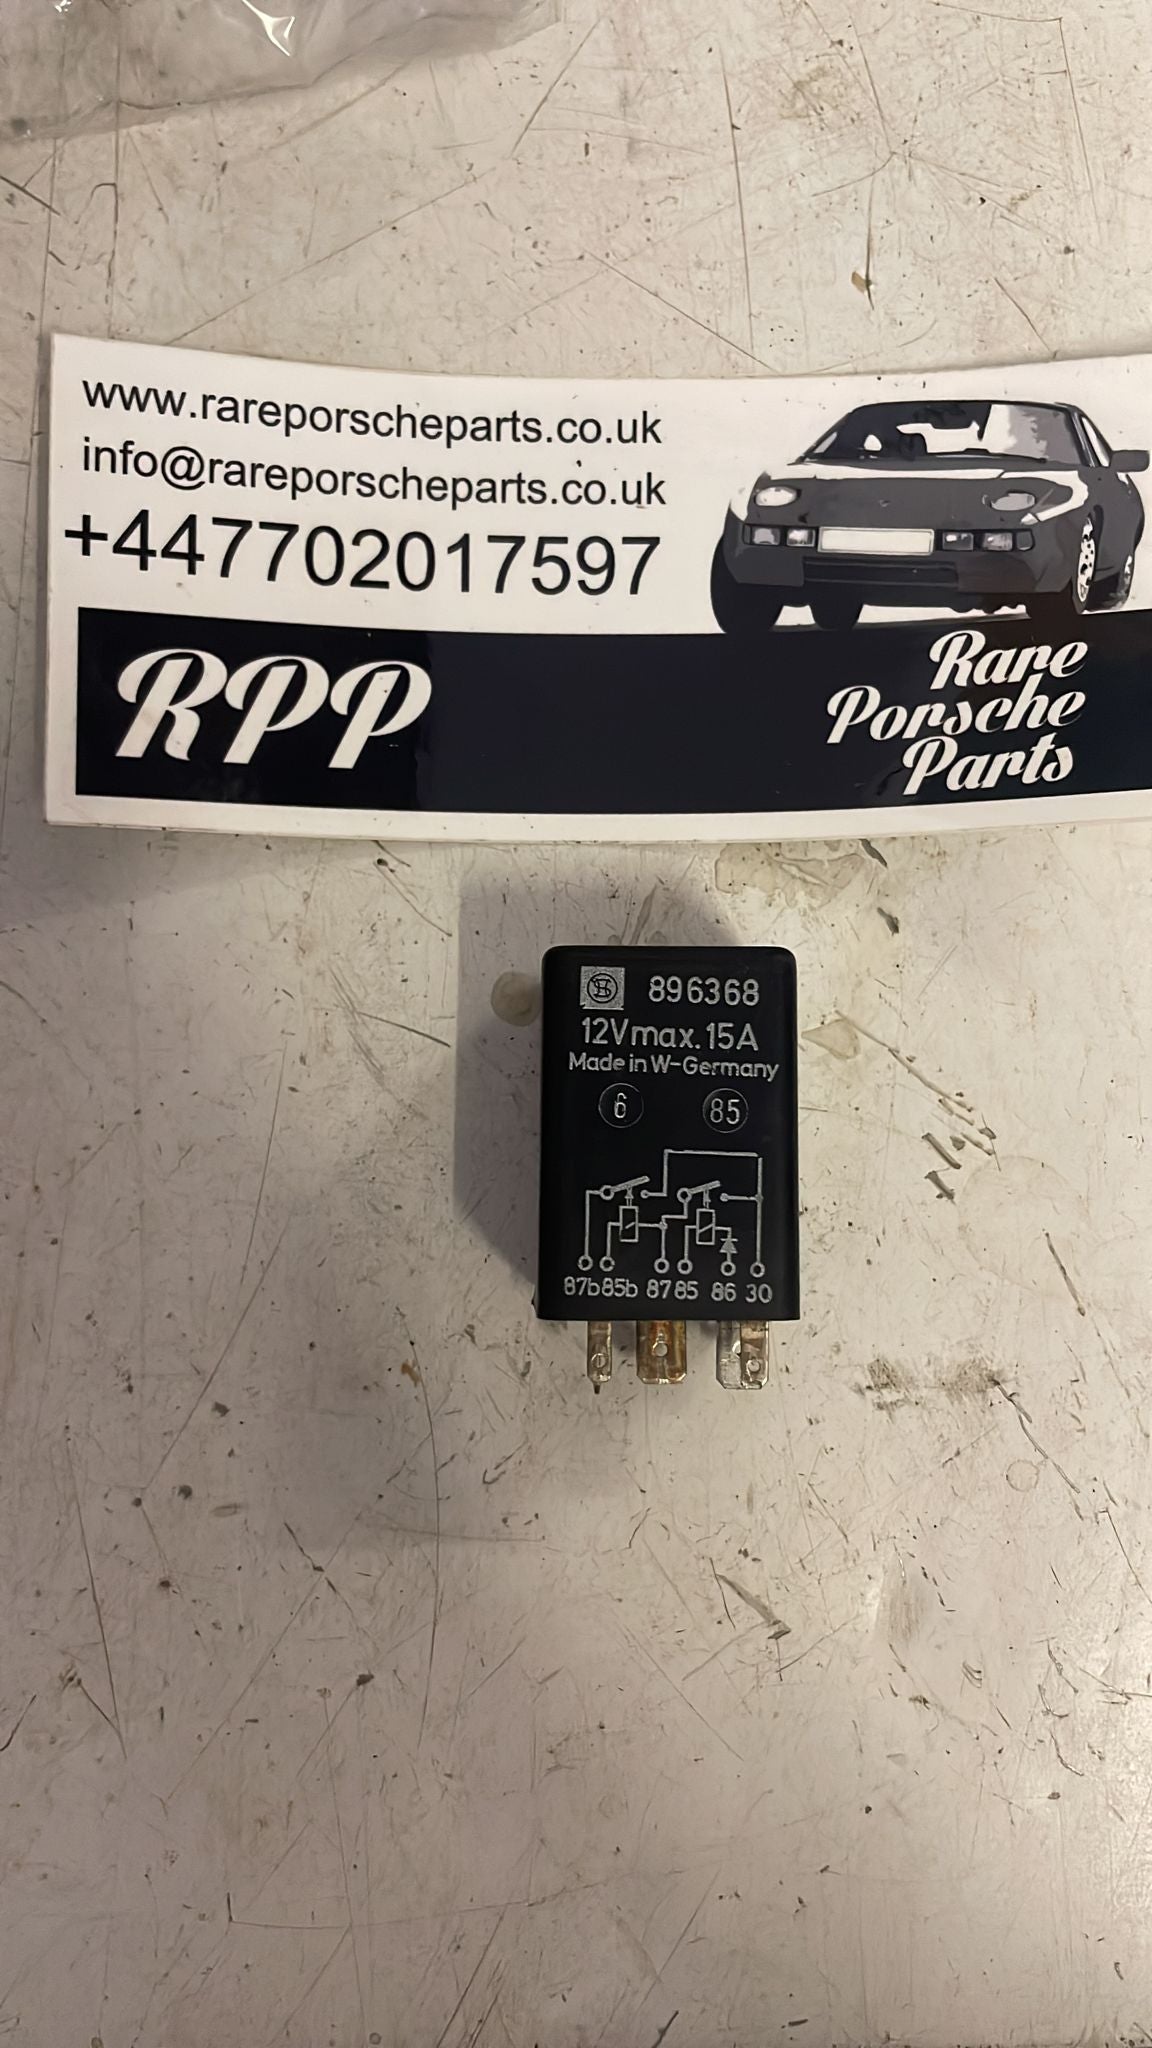 www.rareporscheparts.co.uk
info@rareporscheparts.co.uk
+447702017597
RPP
Rare
Porsche
Parts
896368
12V max. 15A
Made in W-Germany
6 85
87b 85b 87 85 86 30